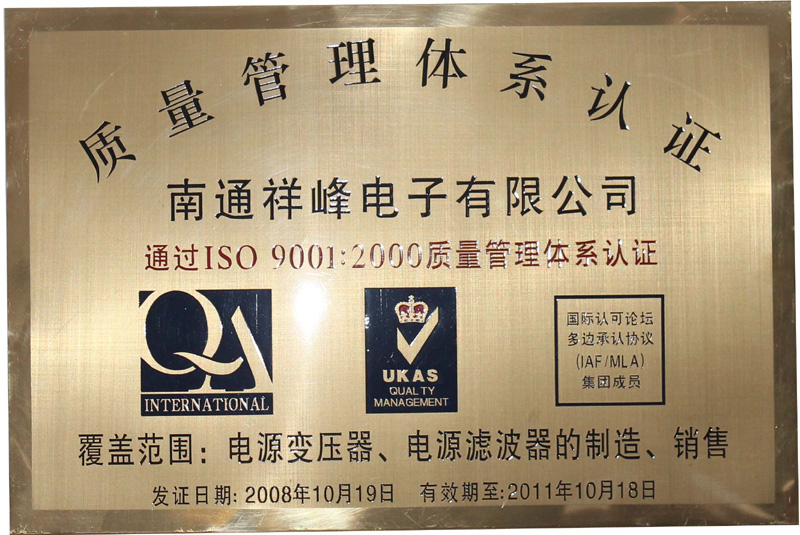 质量管理体系认证
南通祥峰电子有限公司
通过ISO 9001:2000质量管理体系认证
QA
INTERNATIONAL
UKAS
QUALTY
MANAGEMENT
国际认可论坛
多边承认协议
(IAF/MLA)
集团成员
覆盖范围：电源变压器、电源滤波器的制造、销售
发证日期:2008年10月19日 有效期至:2011年10月18日